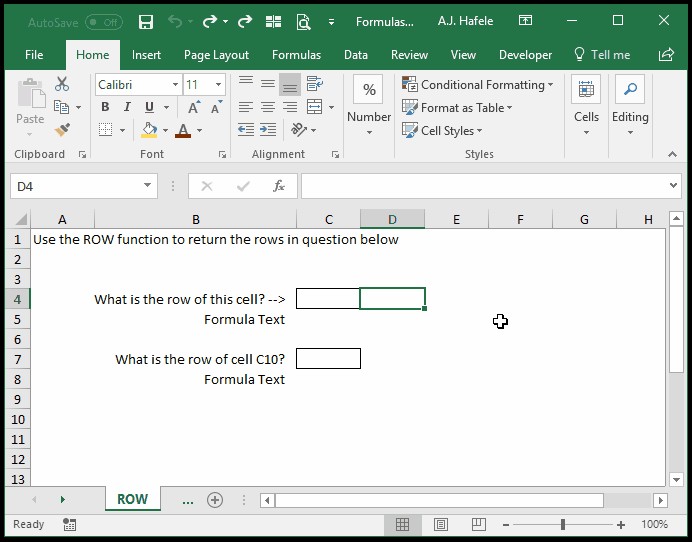 AutoSave Off Formulas... A.J. Hafele
File Home Insert Page Layout Formulas Data Review View Developer Tell me
Paste Calibri 11 % Number Conditional Formatting Cells Editing
B I U A A Format as Table
A Cell Styles
Clipboard Font Alignment Styles
D4 fx
A B C D E F G H
1 Use the ROW function to return the rows in question below
2
3
4 What is the row of this cell? -->
5 Formula Text
6
7 What is the row of cell C10?
8 Formula Text
9
10
11
12
13
ROW ...
Ready 100%